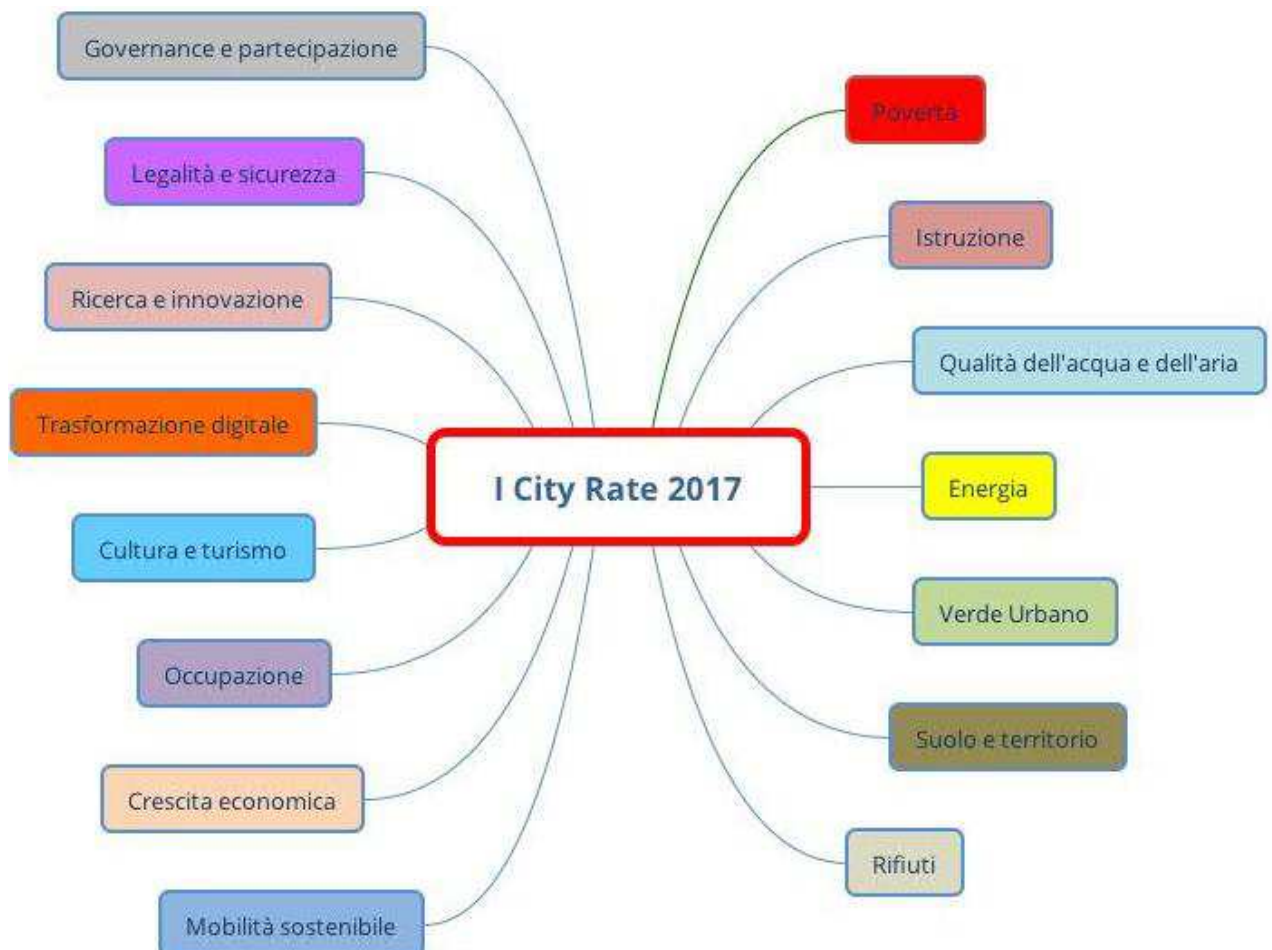 Governance e partecipazione
Legalità e sicurezza
Ricerca e innovazione
Trasformazione digitale
Cultura e turismo
Occupazione
Crescita economica
Mobilità sostenibile
I City Rate 2017
Povertà
Istruzione
Qualità dell'acqua e dell'aria
Energia
Verde Urbano
Suolo e territorio
Rifiuti